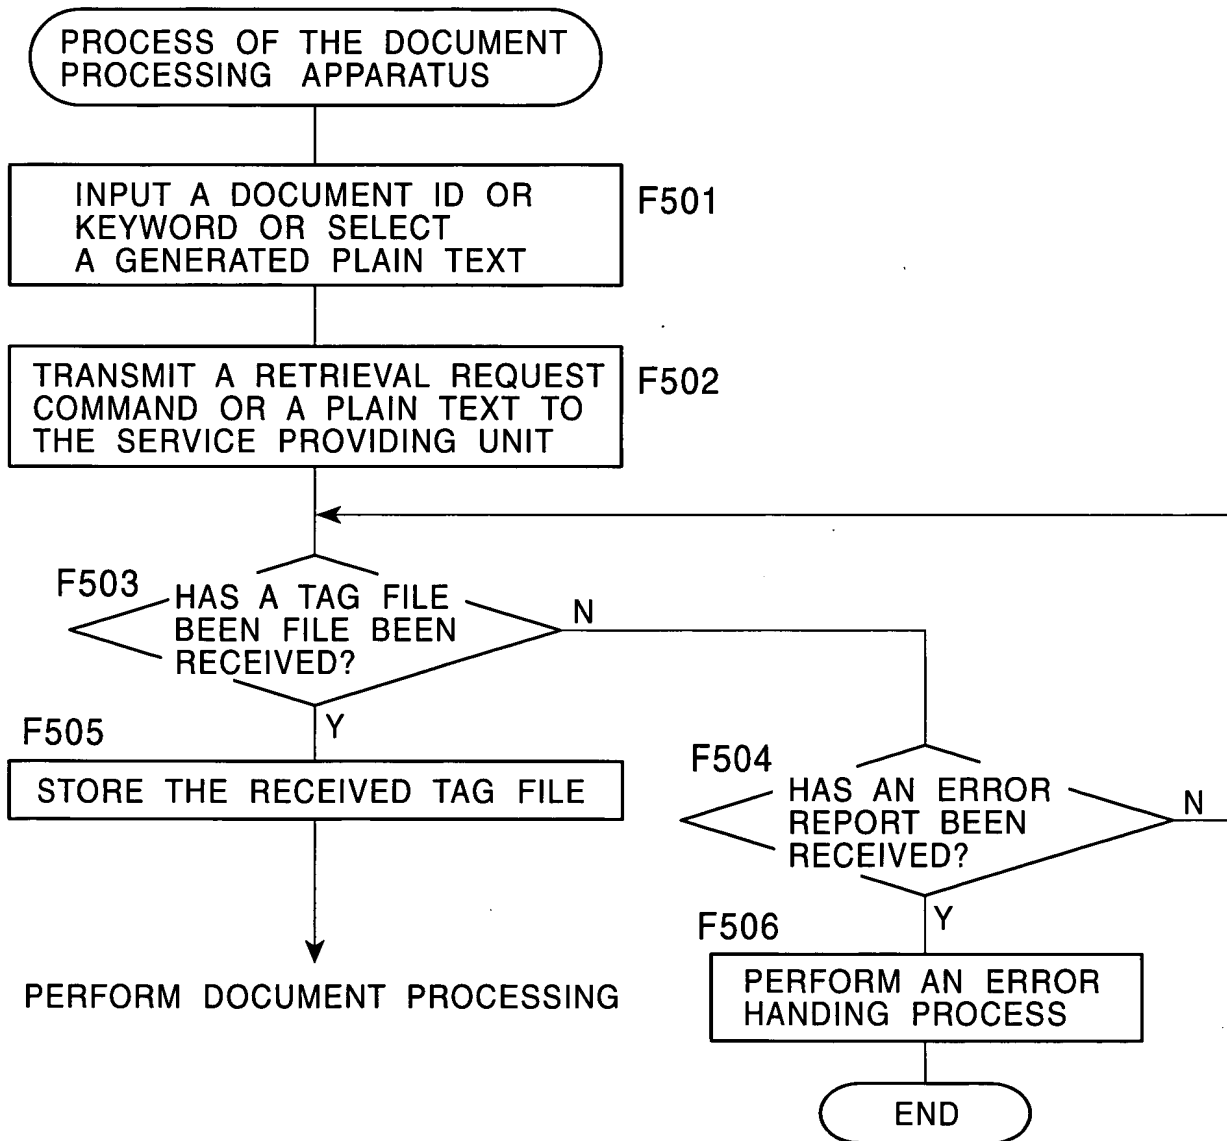 PROCESS OF THE DOCUMENT
PROCESSING APPARATUS
INPUT A DOCUMENT ID OR
KEYWORD OR SELECT
A GENERATED PLAIN TEXT
F501
TRANSMIT A RETRIEVAL REQUEST
COMMAND OR A PLAIN TEXT TO
THE SERVICE PROVIDING UNIT
F502
F503
HAS A TAG FILE
BEEN FILE BEEN
RECEIVED?
N
Y
F505
STORE THE RECEIVED TAG FILE
PERFORM DOCUMENT PROCESSING
F504
HAS AN ERROR
REPORT BEEN
RECEIVED?
N
Y
F506
PERFORM AN ERROR
HANDING PROCESS
END